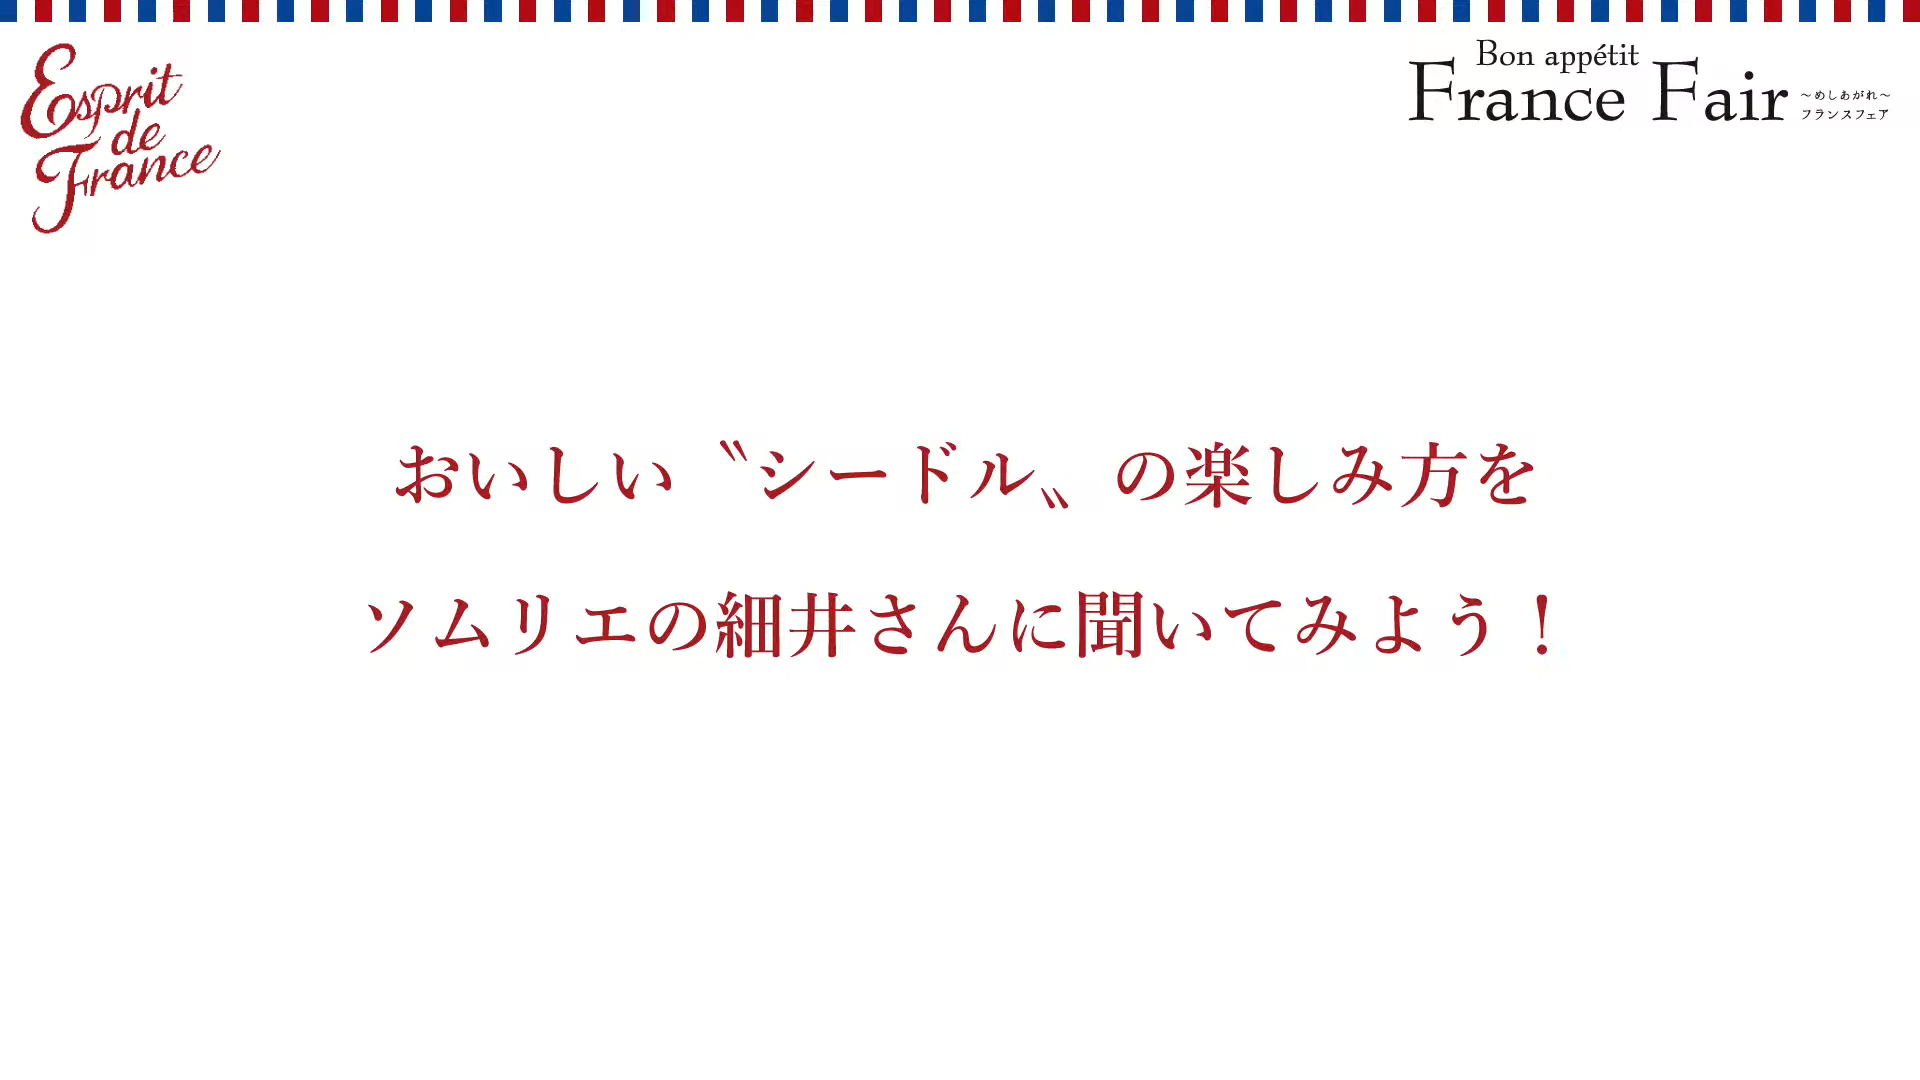 Esprit
de
France
Bon appétit
France Fair
～めしあがれ～
フランスフェア
おいしい〝シードル〟の楽しみ方を
ソムリエの細井さんに聞いてみよう！